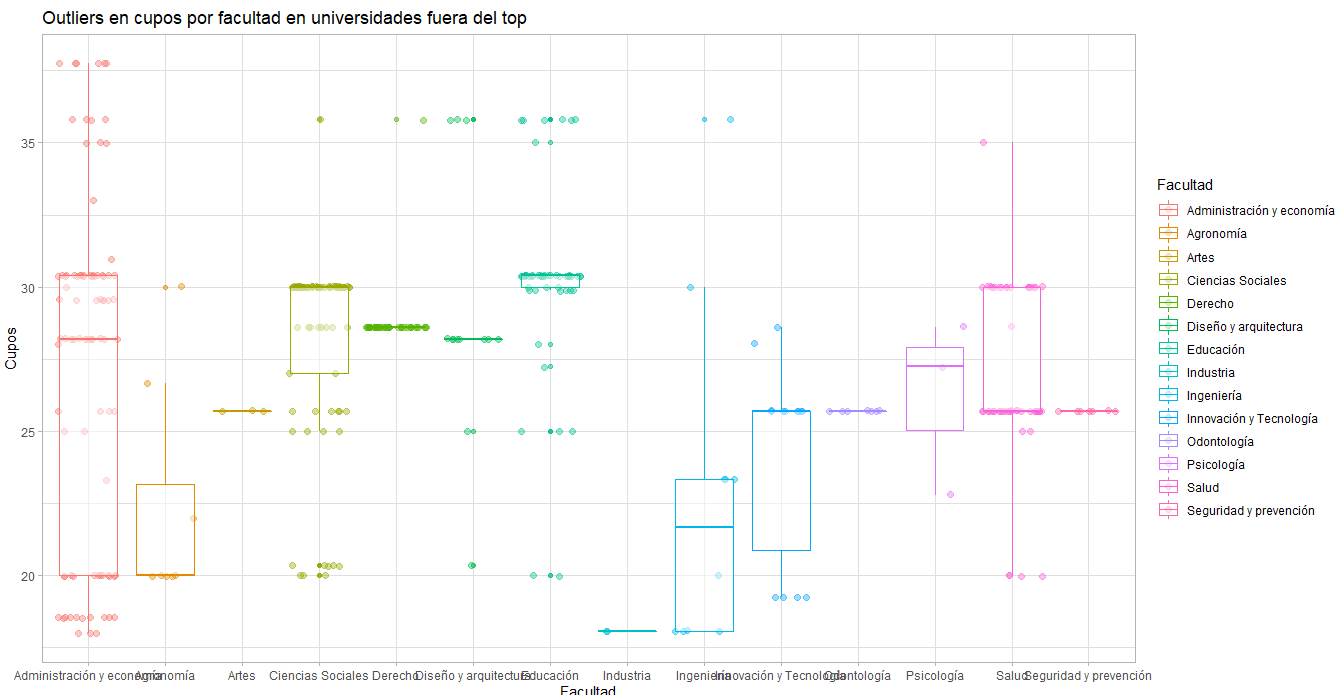 Outliers en cupos por facultad en universidades fuera del top
Cupos
35
30
25
20
Administración y economía
Agronomía
Artes
Ciencias Sociales
Derecho
Diseño y arquitectura
Educación
Industria
Ingeniería
Innovación y Tecnología
Odontología
Psicología
Salud
Seguridad y prevención
Facultad
Facultad
Administración y economía
Agronomía
Artes
Ciencias Sociales
Derecho
Diseño y arquitectura
Educación
Industria
Ingeniería
Innovación y Tecnología
Odontología
Psicología
Salud
Seguridad y prevención